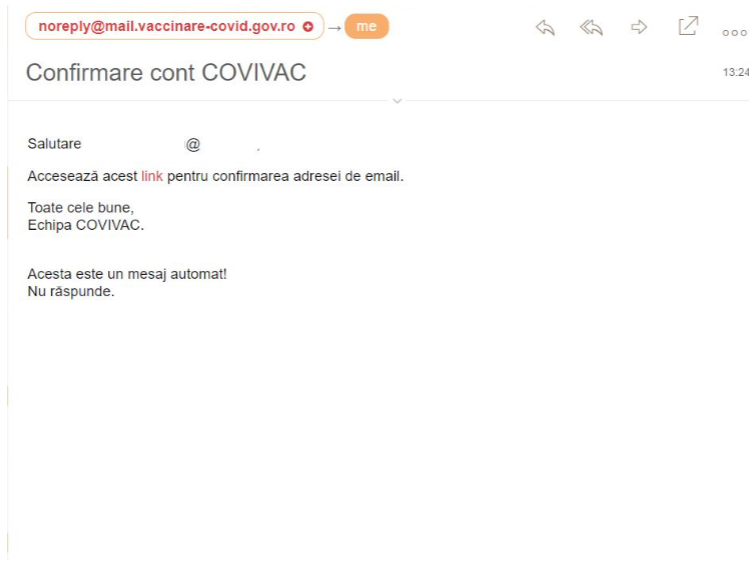 noreply@mail.vaccinare-covid.gov.ro → me
Confirmare cont COVIVAC
13:24
Salutare @ .
Accesează acest link pentru confirmarea adresei de email.
Toate cele bune,
Echipa COVIVAC.
Acesta este un mesaj automat!
Nu răspunde.